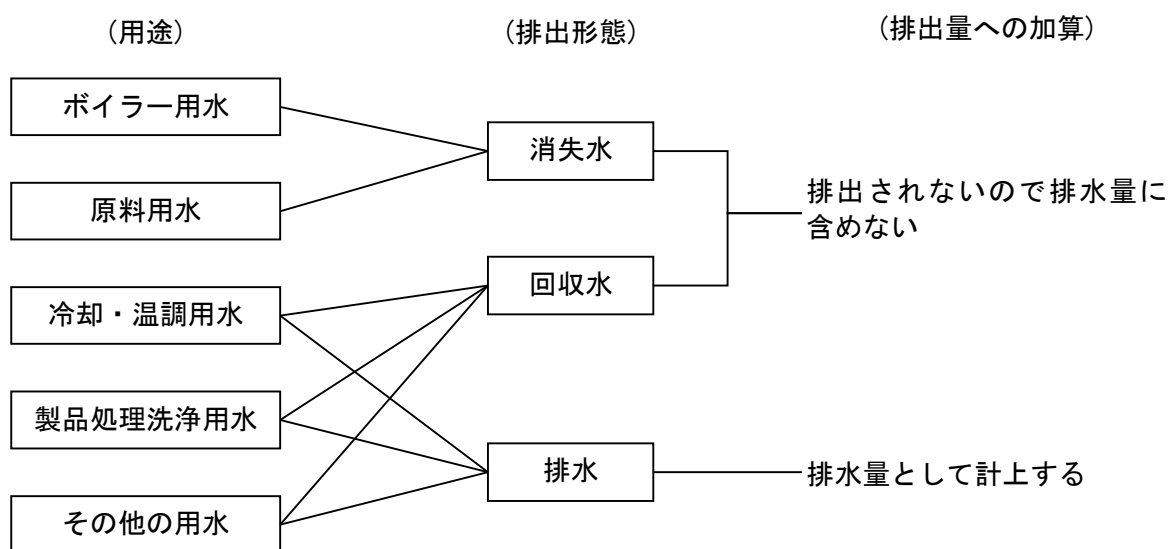 （用途）
（排出形態）
（排出量への加算）
ボイラー用水
原料用水
冷却・温調用水
製品処理洗浄用水
その他の用水
消失水
回収水
排水
排出されないので排水量に
含めない
排水量として計上する